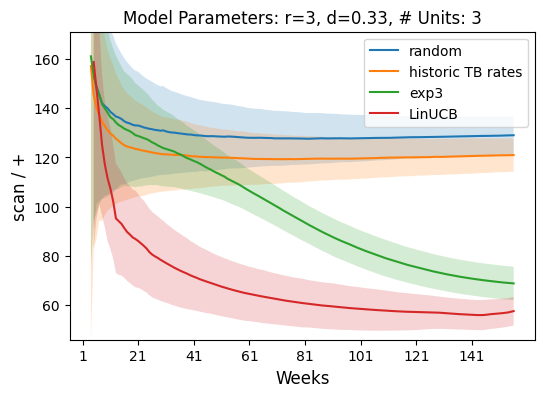 Model Parameters: r=3, d=0.33, # Units: 3
random
historic TB rates
exp3
LinUCB
scan / +
160
140
120
100
80
60
1 21 41 61 81 101 121 141
Weeks